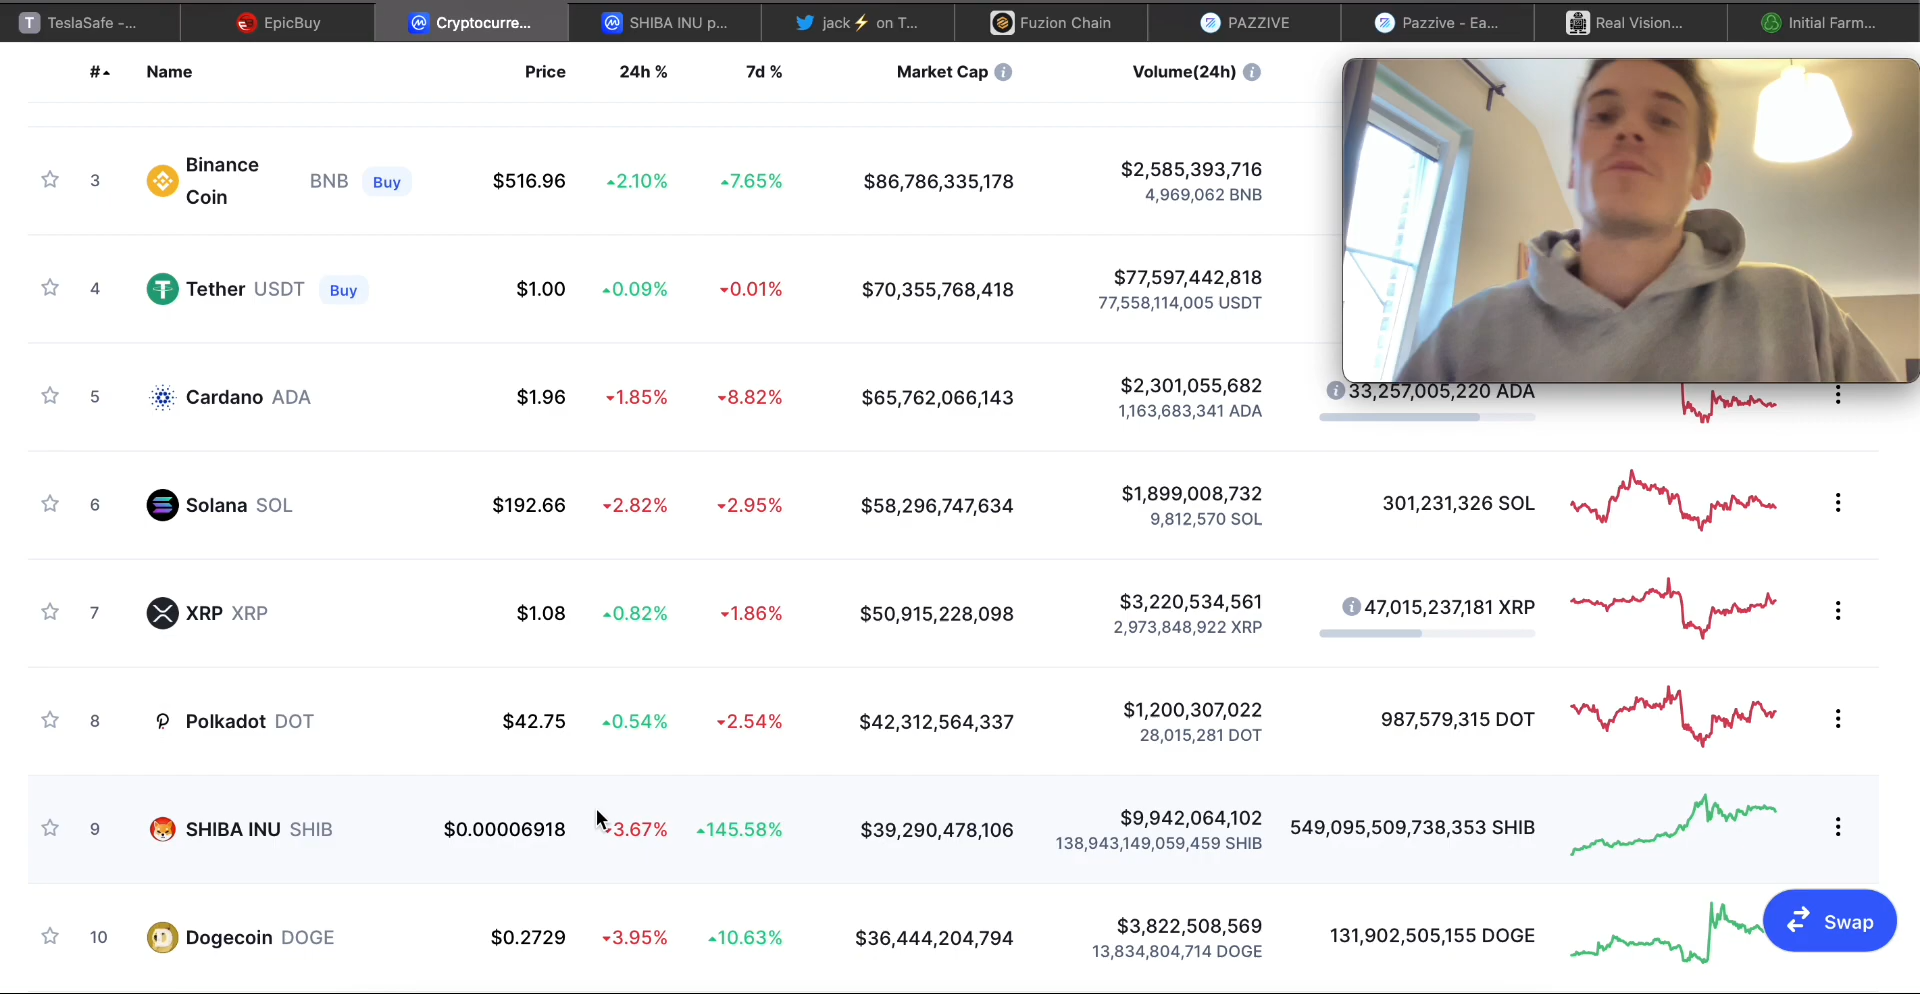 TeslaSafe -...
EpicBuy
Cryptocurre...
SHIBA INU p...
jack⚡ on T...
Fuzion Chain
PAZZIVE
Pazzive - Ea...
Real Vision...
Initial Farm...
# Name Price 24h % 7d % Market Cap Volume(24h)
3 Binance Coin BNB Buy $516.96 2.10% 7.65% $86,786,335,178 $2,585,393,716
4,969,062 BNB
4 Tether USDT Buy $1.00 0.09% 0.01% $70,355,768,418 $77,597,442,818
77,558,114,005 USDT
5 Cardano ADA $1.96 1.85% 8.82% $65,762,066,143 $2,301,055,682 33,257,005,220 ADA
1,163,683,341 ADA
6 Solana SOL $192.66 2.82% 2.95% $58,296,747,634 $1,899,008,732 301,231,326 SOL
9,812,570 SOL
7 XRP XRP $1.08 0.82% 1.86% $50,915,228,098 $3,220,534,561 47,015,237,181 XRP
2,973,848,922 XRP
8 Polkadot DOT $42.75 0.54% 2.54% $42,312,564,337 $1,200,307,022 987,579,315 DOT
28,015,281 DOT
9 SHIBA INU SHIB $0.00006918 3.67% 145.58% $39,290,478,106 $9,942,064,102 549,095,509,738,353 SHIB
138,943,149,059,459 SHIB
10 Dogecoin DOGE $0.2729 3.95% 10.63% $36,444,204,794 $3,822,508,569 131,902,505,155 DOGE
13,834,804,714 DOGE
Swap